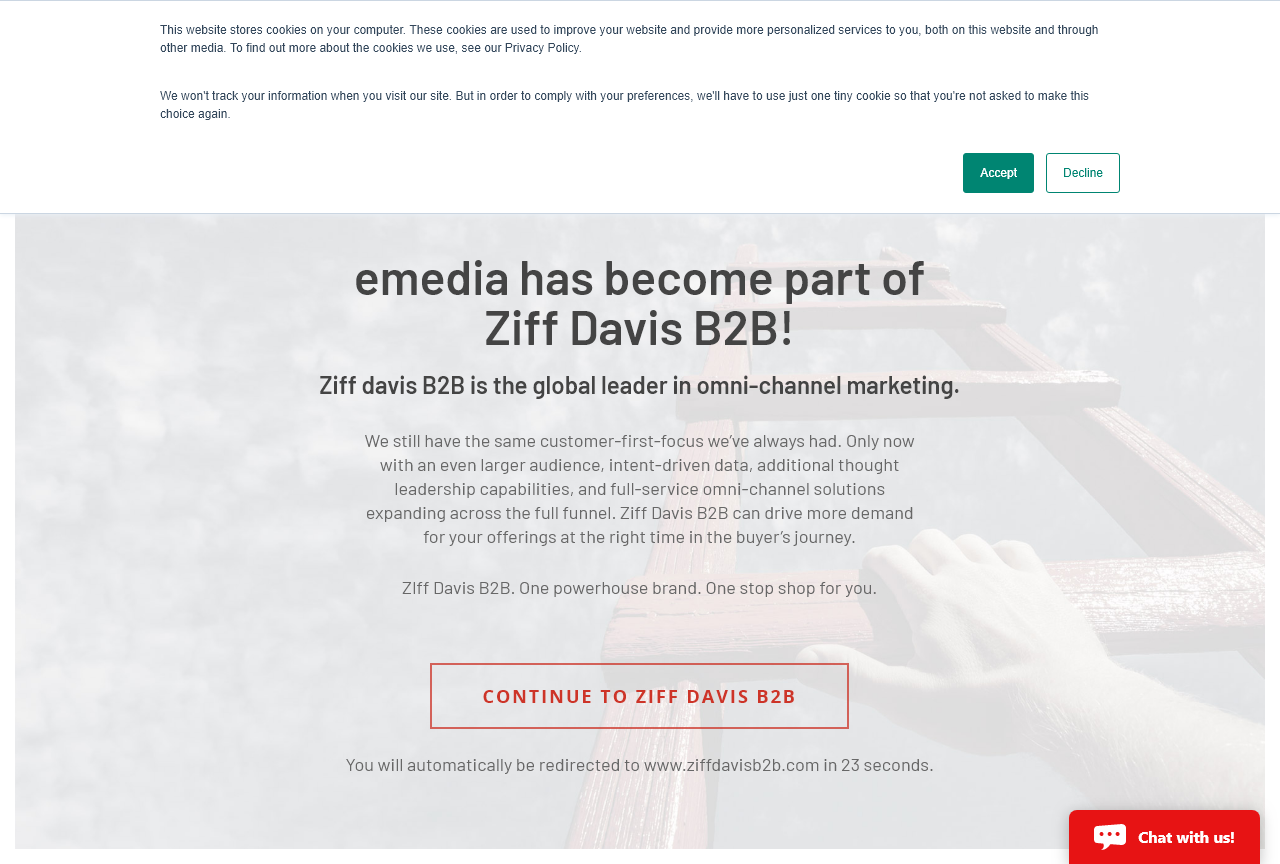 This website stores cookies on your computer. These cookies are used to improve your website and provide more personalized services to you, both on this website and through
other media. To find out more about the cookies we use, see our Privacy Policy.
We won't track your information when you visit our site. But in order to comply with your preferences, we'll have to use just one tiny cookie so that you're not asked to make this
choice again.
Accept
Decline
emedia has become part of
Ziff Davis B2B!
Ziff davis B2B is the global leader in omni-channel marketing.
We still have the same customer-first-focus we’ve always had. Only now
with an even larger audience, intent-driven data, additional thought
leadership capabilities, and full-service omni-channel solutions
expanding across the full funnel. Ziff Davis B2B can drive more demand
for your offerings at the right time in the buyer’s journey.
ZIff Davis B2B. One powerhouse brand. One stop shop for you.
CONTINUE TO ZIFF DAVIS B2B
You will automatically be redirected to www.ziffdavisb2b.com in 23 seconds.
Chat with us!